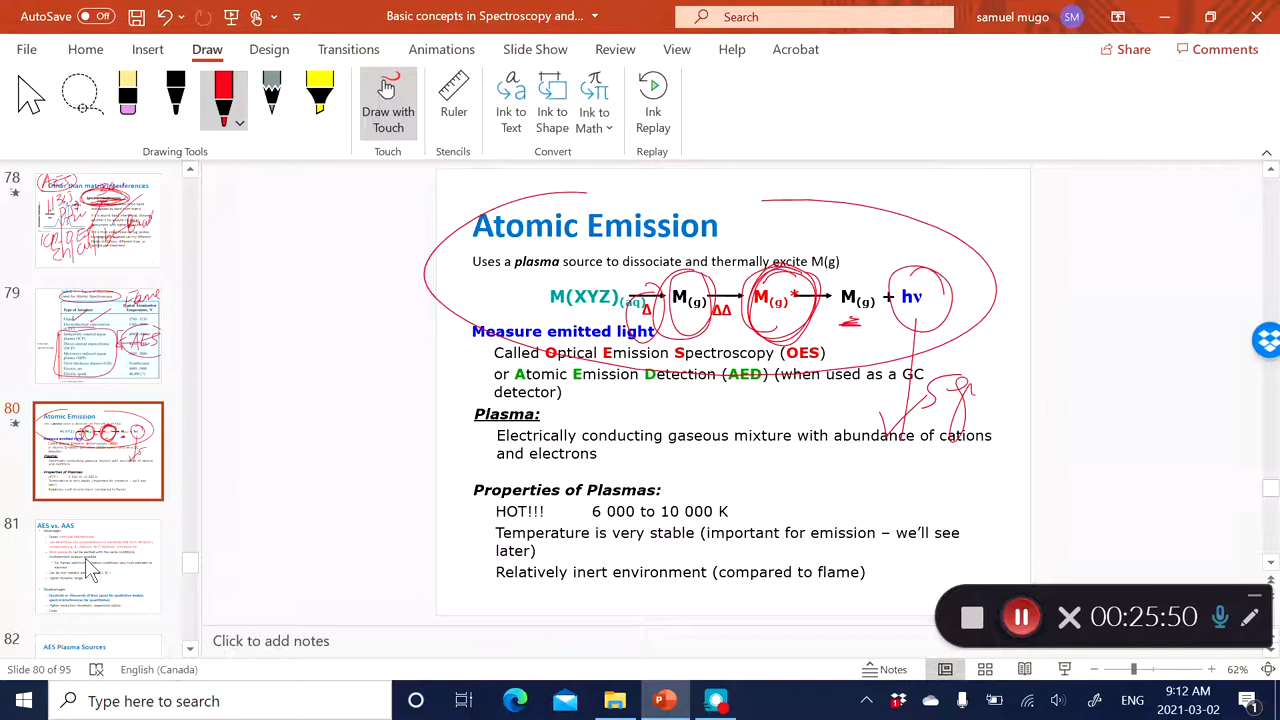 AutoSave Off
Basic concepts in Spectroscopy and...
Search
samuel mugo SM
File Home Insert Draw Design Transitions Animations Slide Show Review View Help Acrobat
Share Comments
Draw with Touch
Ruler
Ink to Text
Ink to Shape
Ink to Math
Ink Replay
Drawing Tools Touch Stencils Convert Replay
78
79
80
Atomic Emission
81
AES vs. AAS
82
AES Plasma Sources
Atomic Emission
Uses a plasma source to dissociate and thermally excite M(g)
M(XYZ)(aq) M(g) M(g)* M(g) + hν
Δ ΔΔ
Measure emitted light
Called Optical Emission Spectroscopy (OES)
or Atomic Emission Detection (AED) (when used as a GC
detector)
Plasma:
Electrically conducting gaseous mixture with abundance of cations
and electrons
Properties of Plasmas:
HOT!!! 6 000 to 10 000 K
is very stable (important for emission – we'll see
later)
Relatively inert environment (compared to flame)
00:25:50
Click to add notes
Slide 80 of 95
English (Canada)
Notes
62%
Type here to search
ENG
9:12 AM
2021-03-02